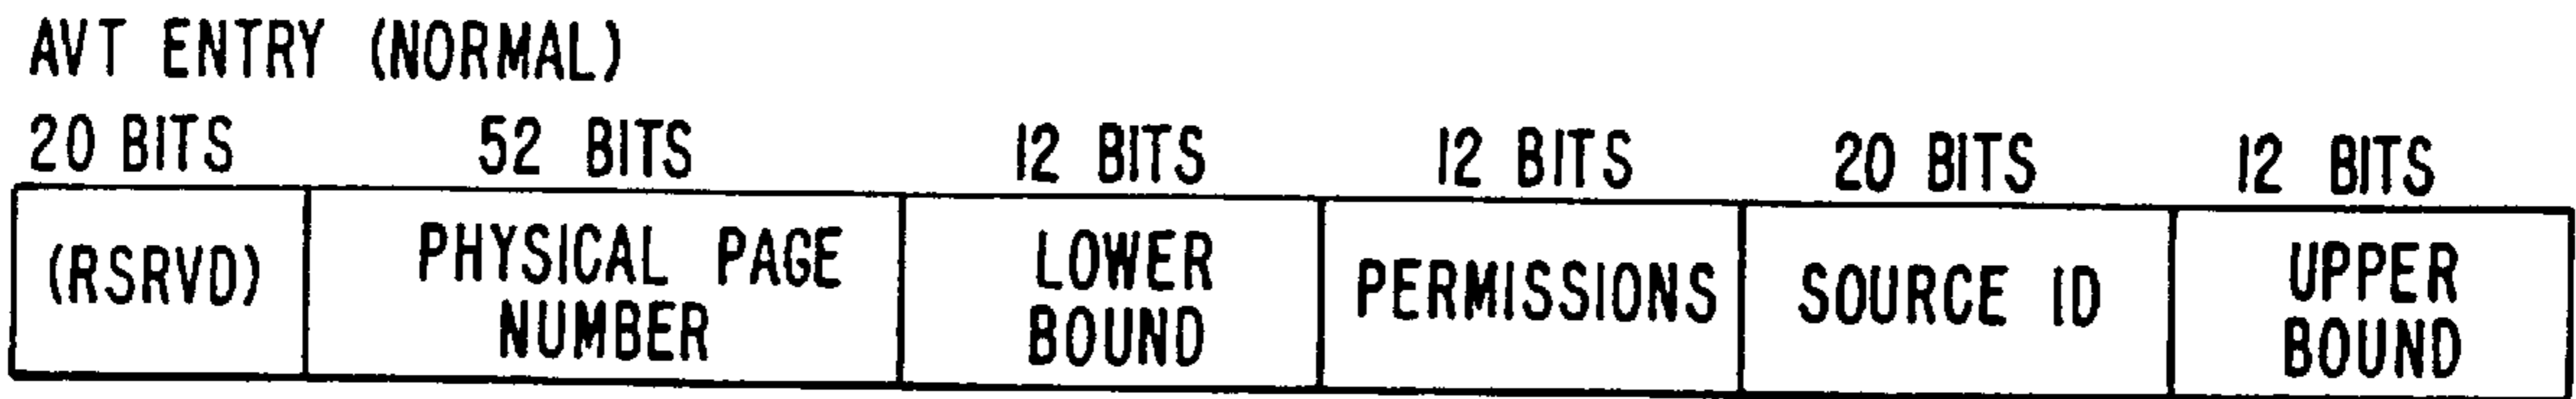 AVT ENTRY (NORMAL)
20 BITS 52 BITS 12 BITS 12 BITS 20 BITS 12 BITS
(RSRVD) PHYSICAL PAGE NUMBER LOWER BOUND PERMISSIONS SOURCE ID UPPER BOUND